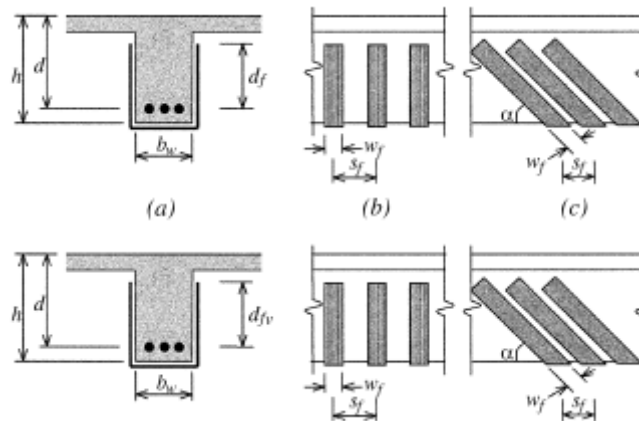 h d d_f α
b_w w_f w_f s_f
s_f
(a) (b) (c)
h d d_fv α
b_w w_f w_f s_f
s_f